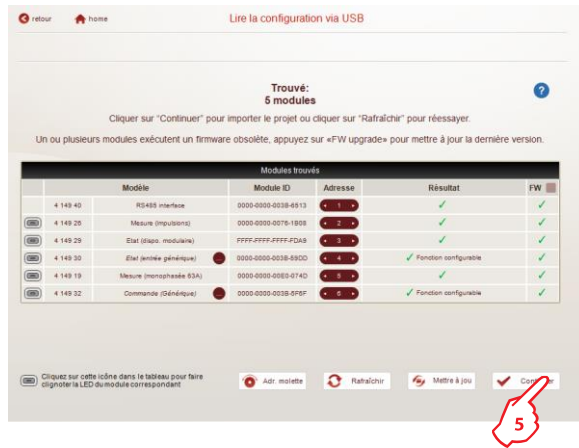 retour home Lire la configuration via USB
Trouvé:
5 modules
?
Cliquer sur "Continuer" pour importer le projet ou cliquer sur "Rafraîchir" pour réessayer.
Un ou plusieurs modules exécutent un firmware obsolète, appuyez sur «FW upgrade» pour mettre à jour la dernière version.
Modules trouvés
Modèle Module ID Adresse Résultat FW
4 149 40 RS485 interface 0000-0000-003B-6513 1
4 149 26 Mesure (impulsions) 0000-0000-0076-1B08 2
4 149 29 Etat (dispo. modulaire) FFFF-FFFF-FFFF-FDA9 3
4 149 30 Etat (entrée générique) ... 0000-0000-003B-69DD 4 Fonction configurable
4 149 19 Mesure (monophasée 63A) 0000-0000-00E0-074D 5
4 149 32 Commande (Générique) ... 0000-0000-003B-6F6F 6 Fonction configurable
Cliquez sur cette icône dans le tableau pour faire
clignoter la LED du module correspondant
Adr. molette Rafraîchir Mettre à jou
5